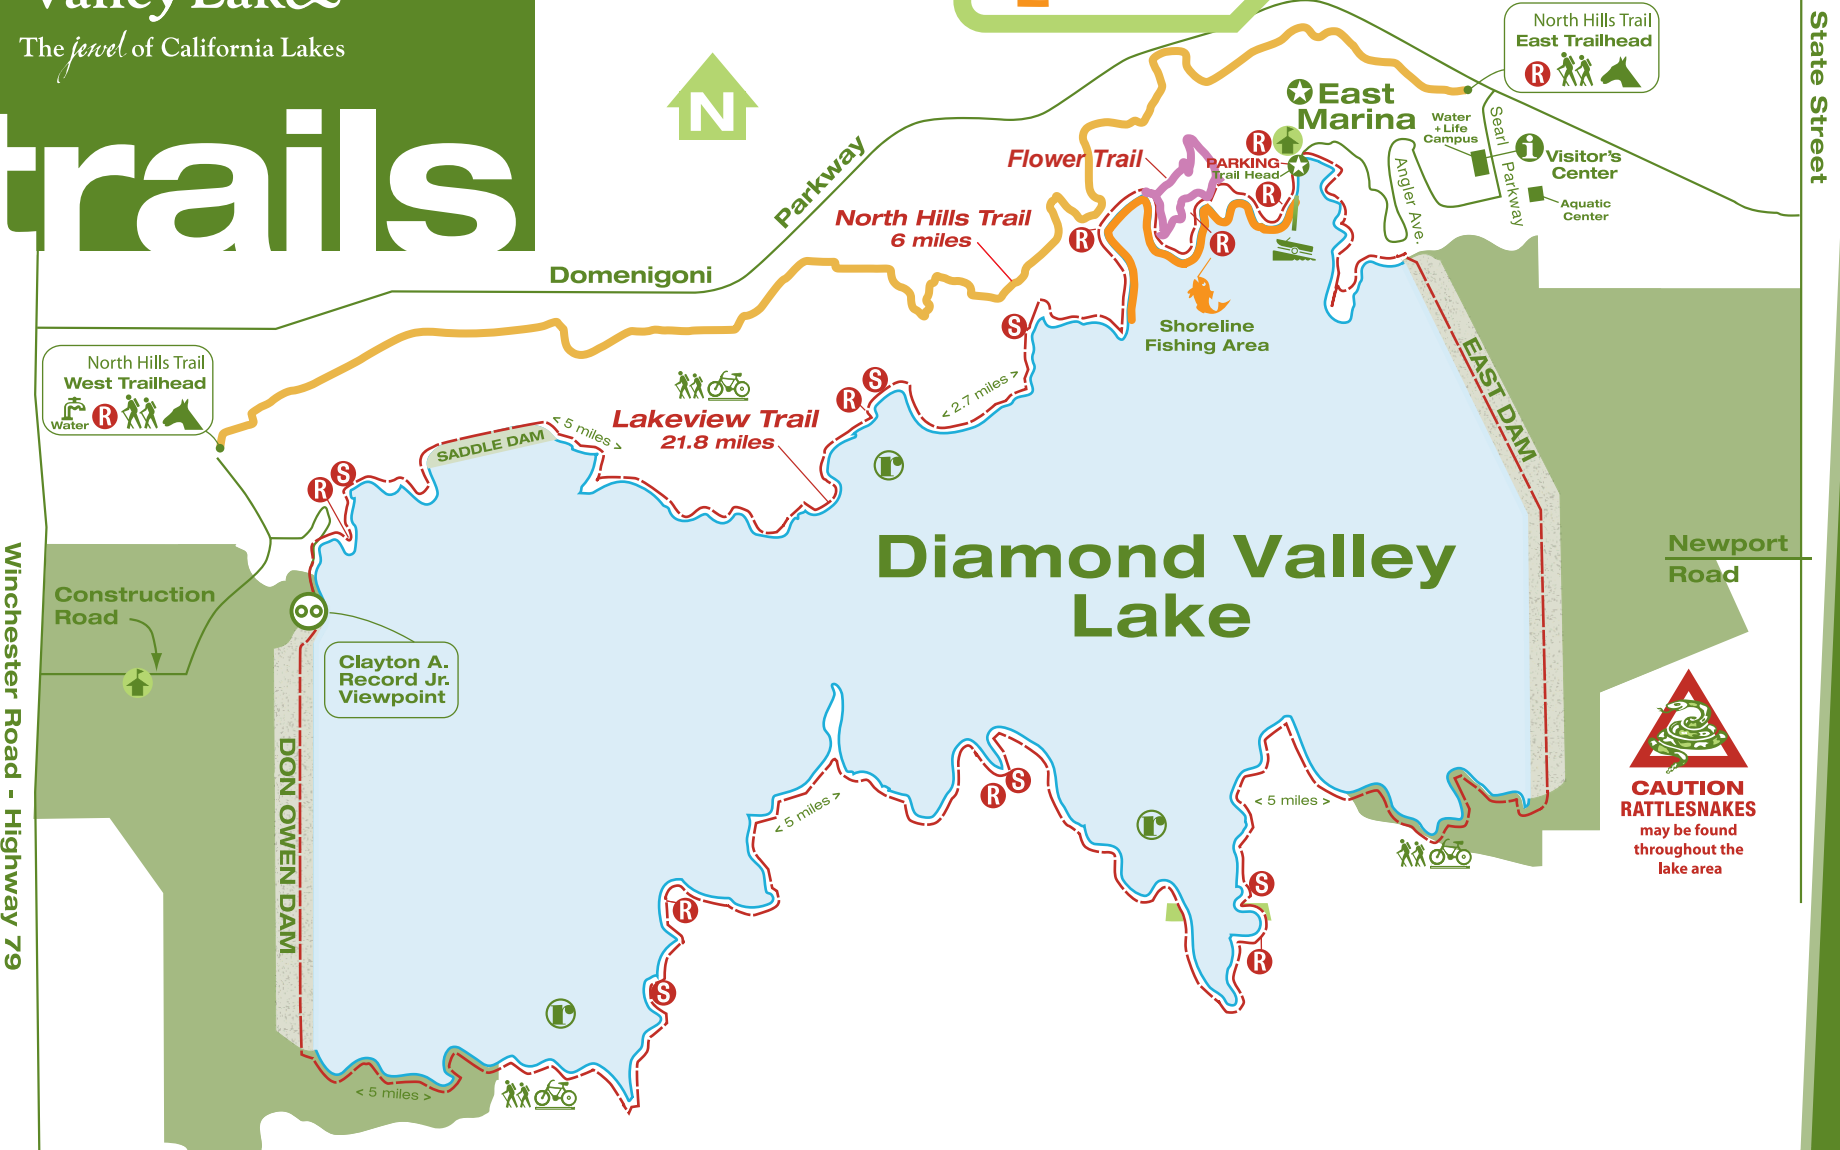 Valley Lake
The jewel of California Lakes
trails
N
Domenigoni
Parkway
North Hills Trail
East Trailhead
R
State Street
East
Marina
Water
+ Life
Campus
Searl Parkway
i
Visitor's
Center
Aquatic
Center
Angler Ave.
R
PARKING
Trail Head
R
Flower Trail
R
R
North Hills Trail
6 miles
Shoreline
Fishing Area
EAST DAM
North Hills Trail
West Trailhead
Water
R
S
R
S
< 2.7 miles >
Lakeview Trail
21.8 miles
< 5 miles >
SADDLE DAM
R
S
r
Diamond Valley
Lake
Newport
Road
Construction
Road
Winchester Road - Highway 79
Clayton A.
Record Jr.
Viewpoint
DON OWEN DAM
CAUTION
RATTLESNAKES
may be found
throughout the
lake area
< 5 miles >
R
S
r
< 5 miles >
S
R
R
S
r
< 5 miles >